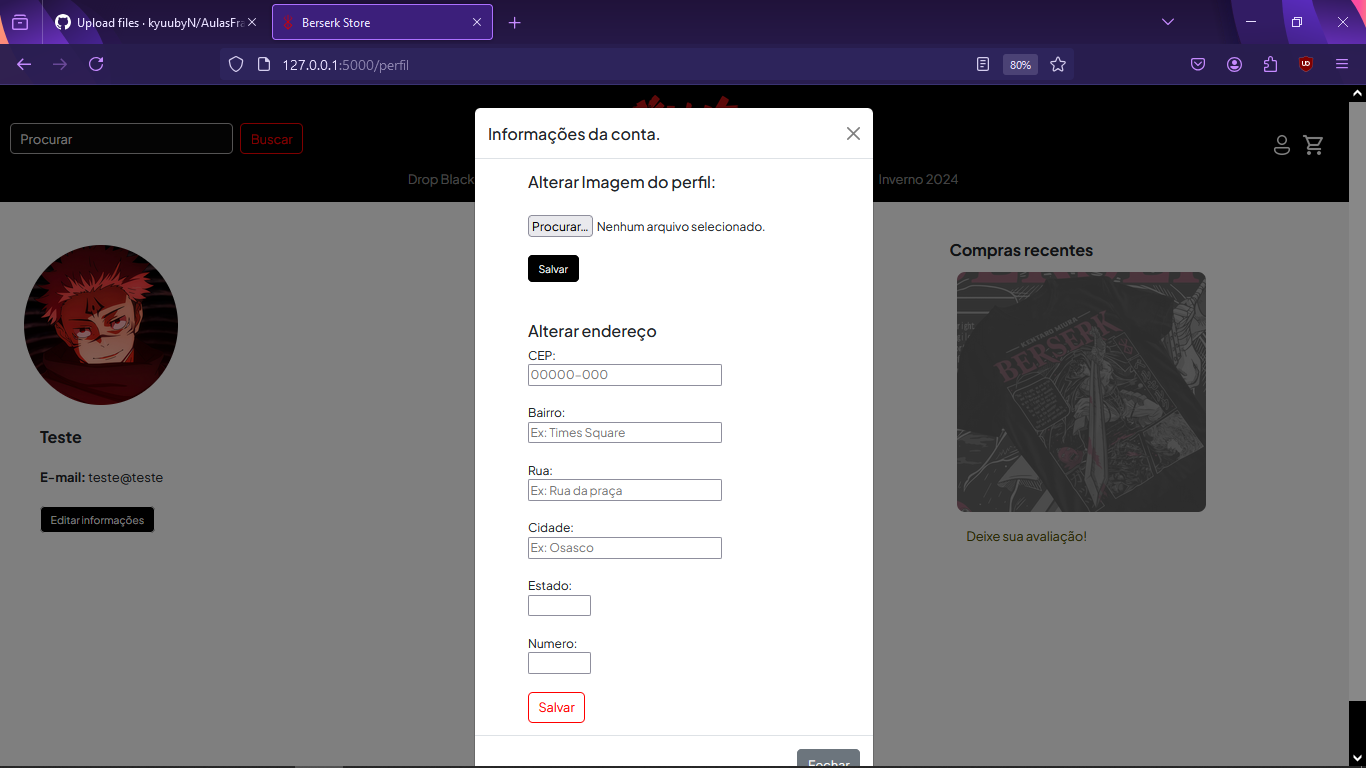 Upload files · kyuubyN/AulasFra
Berserk Store
127.0.0.1:5000/perfil
80%
Procurar
Buscar
Drop Black
Inverno 2024
Informações da conta.
Alterar Imagem do perfil:
Procurar... Nenhum arquivo selecionado.
Salvar
Alterar endereço
CEP:
00000-000
Bairro:
Ex: Times Square
Rua:
Ex: Rua da praça
Cidade:
Ex: Osasco
Estado:
Numero:
Salvar
Fechar
Teste
E-mail: teste@teste
Editar informações
Compras recentes
BERSERK
Deixe sua avaliação!